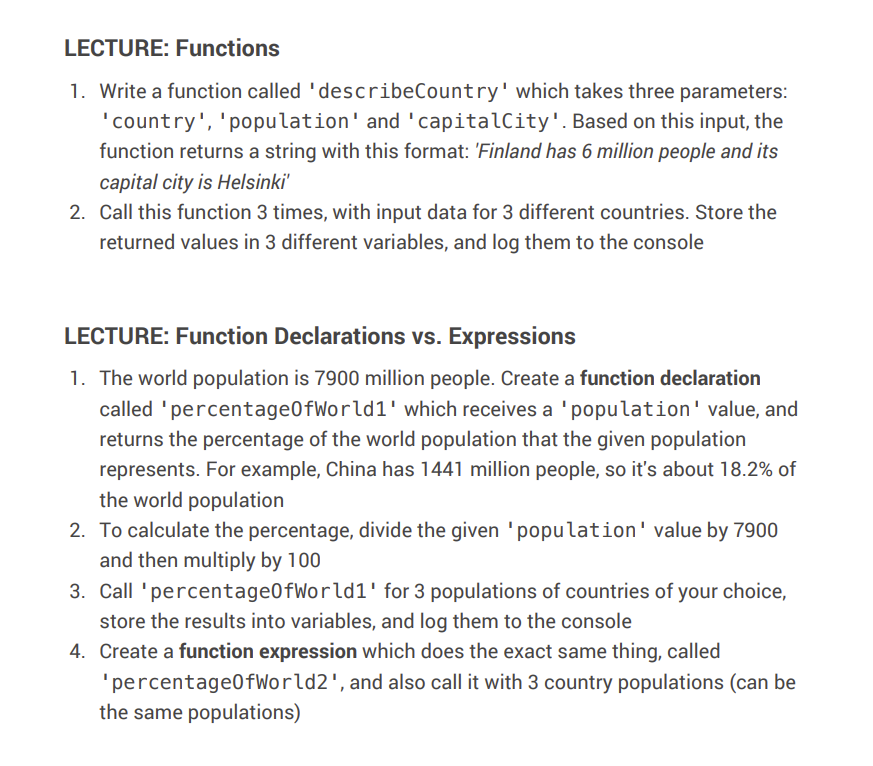 LECTURE: Functions
1. Write a function called 'describeCountry' which takes three parameters:
'country', 'population' and 'capitalCity'. Based on this input, the
function returns a string with this format: 'Finland has 6 million people and its
capital city is Helsinki'
2. Call this function 3 times, with input data for 3 different countries. Store the
returned values in 3 different variables, and log them to the console
LECTURE: Function Declarations vs. Expressions
1. The world population is 7900 million people. Create a function declaration
called 'percentageOfWorld1' which receives a 'population' value, and
returns the percentage of the world population that the given population
represents. For example, China has 1441 million people, so it's about 18.2% of
the world population
2. To calculate the percentage, divide the given 'population' value by 7900
and then multiply by 100
3. Call 'percentageOfWorld1' for 3 populations of countries of your choice,
store the results into variables, and log them to the console
4. Create a function expression which does the exact same thing, called
'percentageOfWorld2', and also call it with 3 country populations (can be
the same populations)